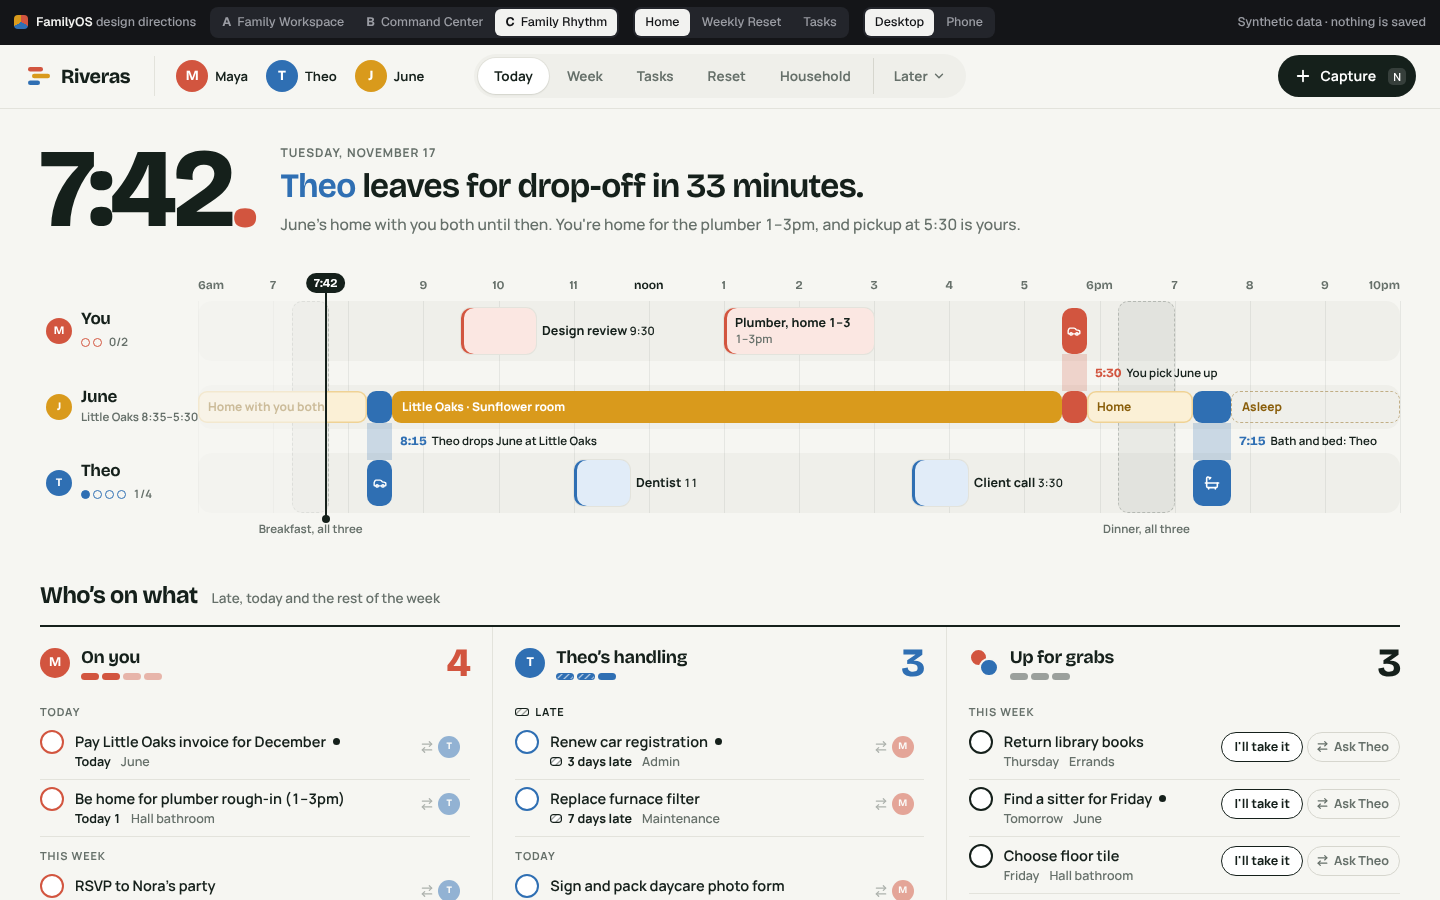 FamilyOS design directions
A Family Workspace
B Command Center
C Family Rhythm
Home
Weekly Reset
Tasks
Desktop
Phone
Synthetic data · nothing is saved
Riveras
M Maya
T Theo
J June
Today
Week
Tasks
Reset
Household
Later
+ Capture N
7:42.
TUESDAY, NOVEMBER 17
Theo leaves for drop-off in 33 minutes.
June's home with you both until then. You're home for the plumber 1–3pm, and pickup at 5:30 is yours.
6am 7 7:42 9 10 11 noon 1 2 3 4 5 6pm 7 8 9 10pm
M You
0/2
Design review 9:30
Plumber, home 1–3
1–3pm
5:30 You pick June up
J June
Little Oaks 8:35–5:30
Home with you both
Little Oaks · Sunflower room
Home
Asleep
8:15 Theo drops June at Little Oaks
7:15 Bath and bed: Theo
T Theo
1/4
Dentist 11
Client call 3:30
Breakfast, all three
Dinner, all three
Who's on what
Late, today and the rest of the week
M On you 4
TODAY
Pay Little Oaks invoice for December
Today June
T
Be home for plumber rough-in (1–3pm)
Today 1 Hall bathroom
T
THIS WEEK
RSVP to Nora's party
T
T Theo's handling 3
LATE
Renew car registration
3 days late Admin
M
Replace furnace filter
7 days late Maintenance
M
TODAY
Sign and pack daycare photo form
M
Up for grabs 3
THIS WEEK
Return library books
Thursday Errands
I'll take it
Ask Theo
Find a sitter for Friday
Tomorrow June
I'll take it
Ask Theo
Choose floor tile
Friday Hall bathroom
I'll take it
Ask Theo